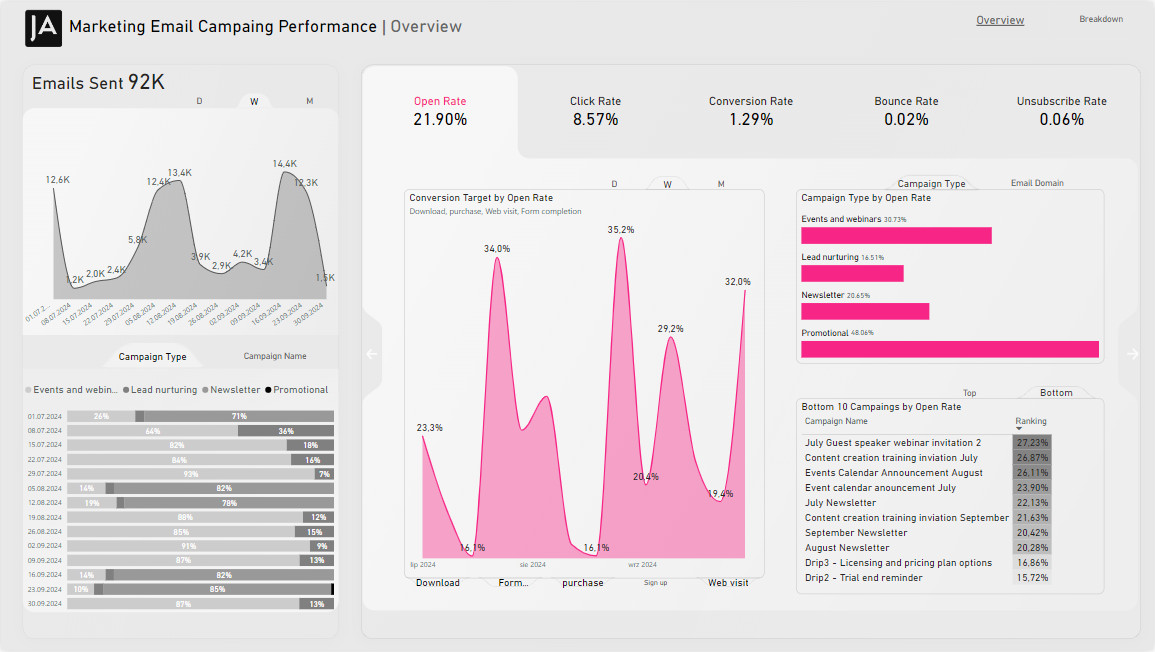 JA Marketing Email Campaing Performance | Overview
Overview
Breakdown
Emails Sent 92K
D W M
12,6K
1,2K
2.0K
2,4K
5,8K
12,4K
13,4K
3,9K
2,9K
4,2K
3,4K
14,4K
12,3K
1,5K
01.07.2...
08.07.2024
15.07.2024
22.07.2024
29.07.2024
05.08.2024
12.08.2024
19.08.2024
26.08.2024
02.09.2024
09.09.2024
16.09.2024
23.09.2024
30.09.2024
Campaign Type
Campaign Name
Events and webin... Lead nurturing Newsletter Promotional
01.07.2024 26% 71%
08.07.2024 64% 36%
15.07.2024 82% 18%
22.07.2024 84% 16%
29.07.2024 93% 7%
05.08.2024 14% 82%
12.08.2024 19% 78%
19.08.2024 88% 12%
26.08.2024 85% 15%
02.09.2024 91% 9%
09.09.2024 87% 13%
16.09.2024 14% 82%
23.09.2024 10% 85%
30.09.2024 87% 13%
Open Rate
21.90%
Click Rate
8.57%
Conversion Rate
1.29%
Bounce Rate
0.02%
Unsubscribe Rate
0.06%
D W M
Conversion Target by Open Rate
Download, purchase, Web visit, Form completion
23,3%
16,1%
34,0%
16,1%
35,2%
20,4%
29,2%
19,4%
32,0%
lip 2024
sie 2024
wrz 2024
Download
Form...
purchase
Sign up
Web visit
Campaign Type
Email Domain
Campaign Type by Open Rate
Events and webinars 30.73%
Lead nurturing 16.51%
Newsletter 20.65%
Promotional 48.06%
Top
Bottom
Bottom 10 Campaings by Open Rate
Campaign Name Ranking
July Guest speaker webinar invitation 2 27,23%
Content creation training inviation July 26,87%
Events Calendar Announcement August 26,11%
Event calendar anouncement July 23,90%
July Newsletter 22,13%
Content creation training inviation September 21,63%
September Newsletter 20,42%
August Newsletter 20,28%
Drip3 - Licensing and pricing plan options 16,86%
Drip2 - Trial end reminder 15,72%